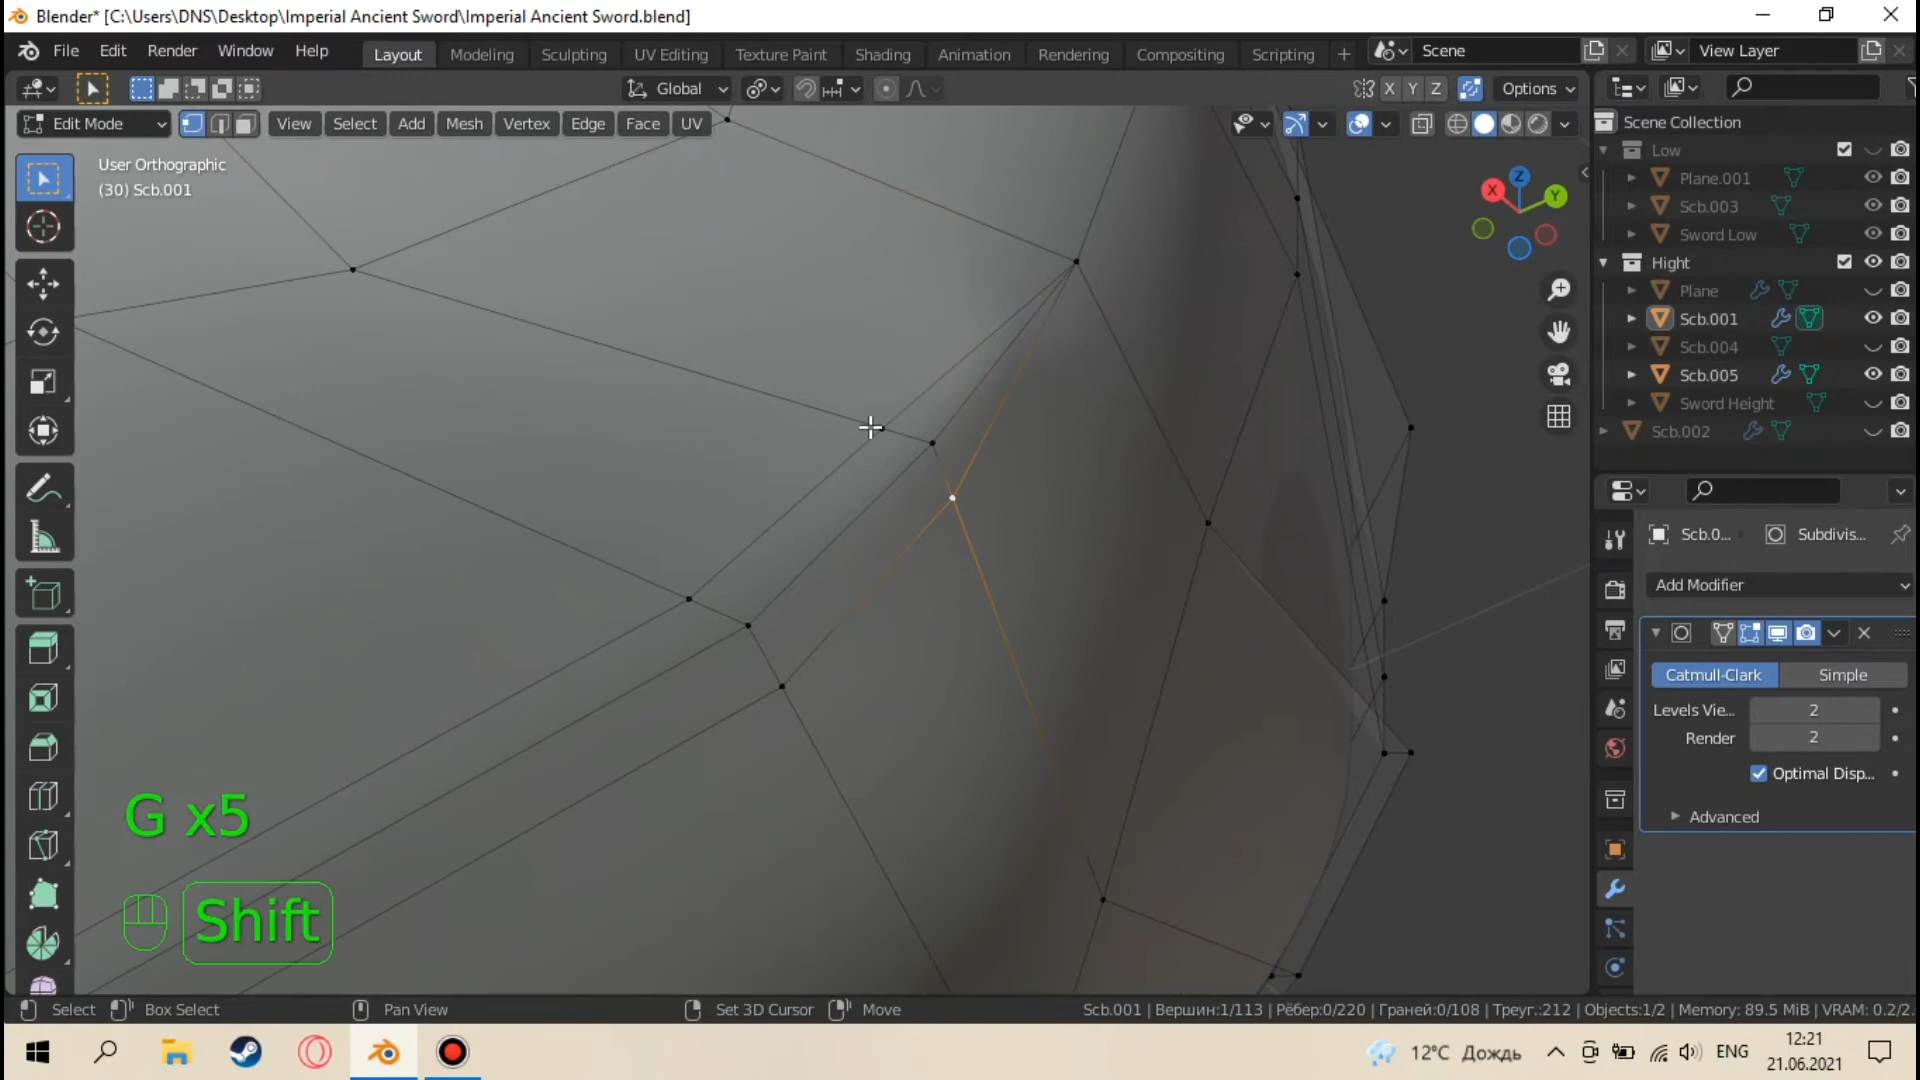 Blender* [C:\Users\DNS\Desktop\Imperial Ancient Sword\Imperial Ancient Sword.blend]
File Edit Render Window Help Layout Modeling Sculpting UV Editing Texture Paint Shading Animation Rendering Compositing Scripting + Scene View Layer
Global X Y Z Options
Edit Mode View Select Add Mesh Vertex Edge Face UV
User Orthographic
(30) Scb.001
X Y Z
Scene Collection
Low
Plane.001
Scb.003
Sword Low
Hight
Plane
Scb.001
Scb.004
Scb.005
Sword Height
Scb.002
Scb.0... Subdivis...
Add Modifier
Catmull-Clark Simple
Levels Vie... 2
Render 2
Optimal Disp...
Advanced
G x5
Shift
Select Box Select Pan View Set 3D Cursor Move Scb.001 | Вершин:1/113 | Рёбер:0/220 | Граней:0/108 | Треуг.:212 | Objects:1/2 | Memory: 89.5 MiB | VRAM: 0.2/2.
12°C Дождь ENG 12:21
21.06.2021